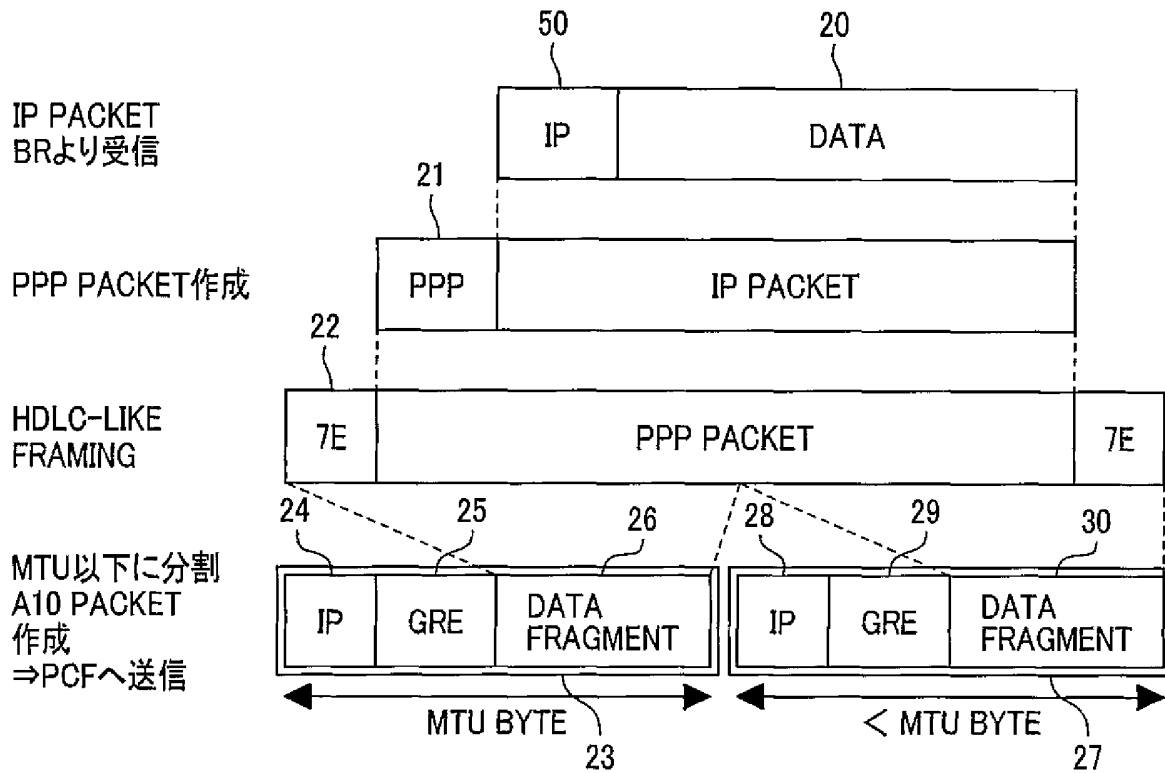 50 20
IP PACKET
BRより受信
IP DATA
21
PPP PACKET作成
PPP IP PACKET
22
HDLC-LIKE
FRAMING
7E PPP PACKET 7E
24 25 26 28 29 30
MTU以下に分割
A10 PACKET
作成
⇒PCFへ送信
IP GRE DATA
FRAGMENT
IP GRE DATA
FRAGMENT
MTU BYTE
< MTU BYTE
23 27